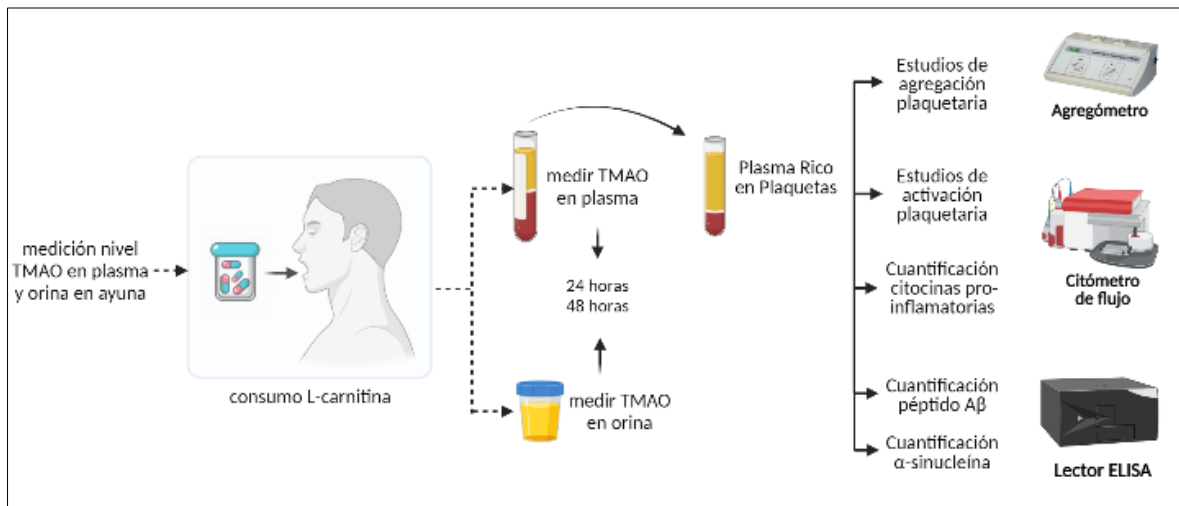 medición nivel
TMAO en plasma
y orina en ayuna
consumo L-carnitina
medir TMAO
en plasma
24 horas
48 horas
medir TMAO
en orina
Plasma Rico
en Plaquetas
Estudios de
agregación
plaquetaria
Agregómetro
Estudios de
activación
plaquetaria
Cuantificación
citocinas pro-
inflamatorias
Citómetro
de flujo
Cuantificación
péptido Aβ
Cuantificación
α-sinucleína
Lector ELISA